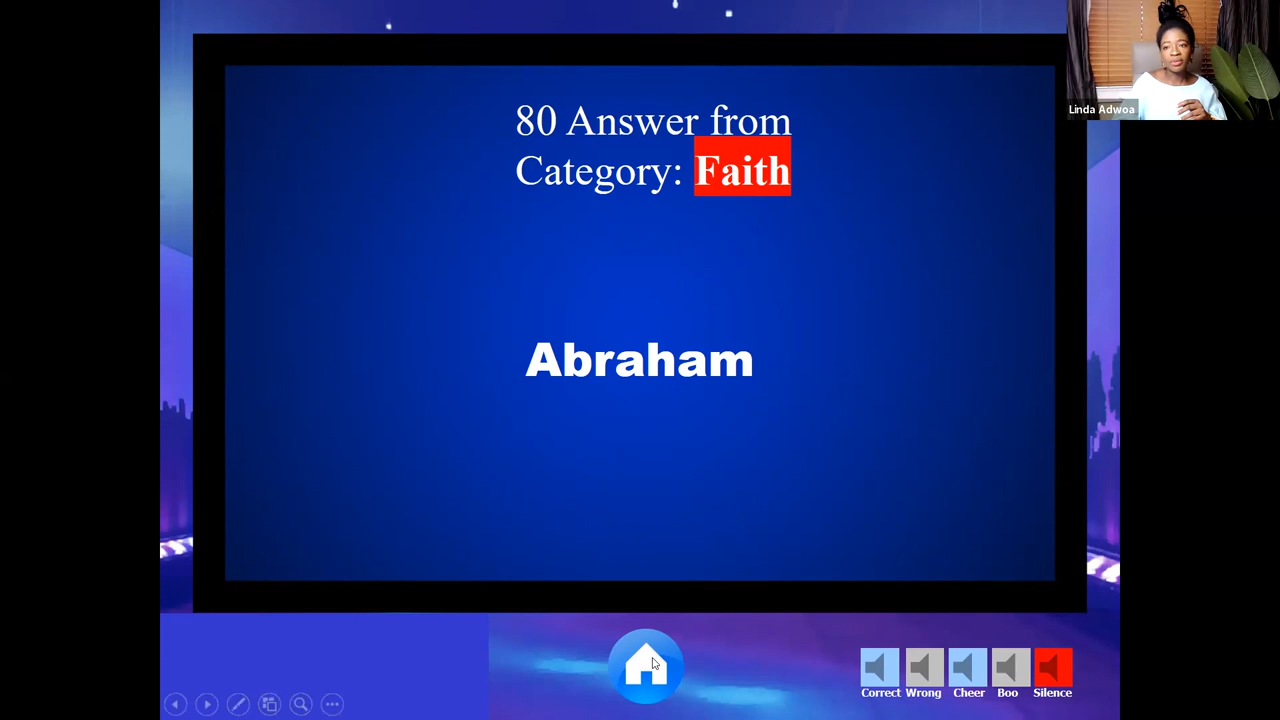 80 Answer from
Category: Faith
Linda Adwoa
Abraham
Correct Wrong Cheer Boo Silence